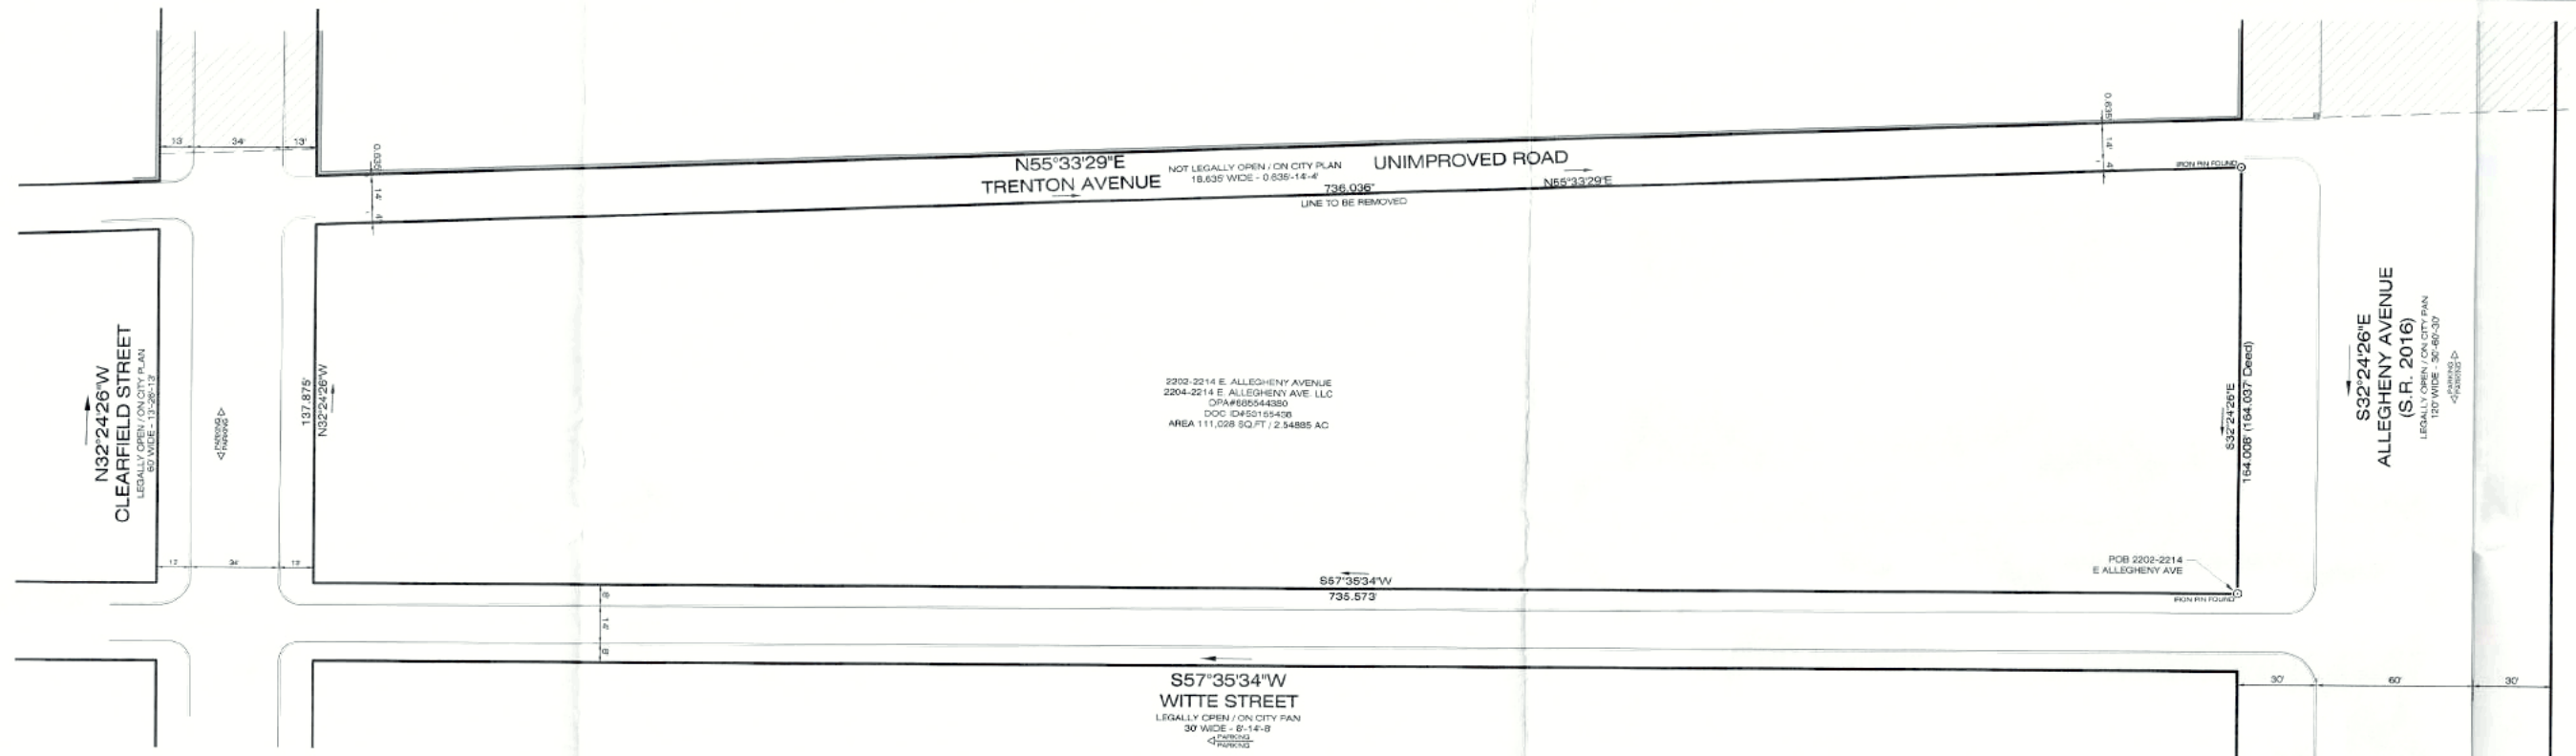 13'
34'
13'
0.635'
14'
4'
N55°33'29"E
TRENTON AVENUE
NOT LEGALLY OPEN / ON CITY PLAN
18.635' WIDE - 0.635'-14'-4'
UNIMPROVED ROAD
736.036'
N55°33'29"E
LINE TO BE REMOVED
0.635'
14'
4'
IRON PIN FOUND
N32°24'26"W
CLEARFIELD STREET
LEGALLY OPEN / ON CITY PLAN
60' WIDE - 13'-26'-13'
PARKING
PARKING
137.875'
N32°24'26"W
2202-2214 E. ALLEGHENY AVENUE
2204-2214 E. ALLEGHENY AVE. LLC
OPA#885544380
DOC ID#53155438
AREA 111,028 SQ.FT / 2.54885 AC
S32°24'26"E
164.008' (164.037' Deed)
S32°24'26"E
ALLEGHENY AVENUE
(S.R. 2016)
LEGALLY OPEN / ON CITY PAN
120' WIDE - 30'-60'-30'
PARKING
PARKING
POB 2202-2214
E ALLEGHENY AVE
IRON PIN FOUND
13'
34'
13'
S57°35'34"W
735.573'
8'
14'
8'
S57°35'34"W
WITTE STREET
LEGALLY OPEN / ON CITY PAN
30' WIDE - 8'-14'-8'
PARKING
PARKING
30'
60'
30'